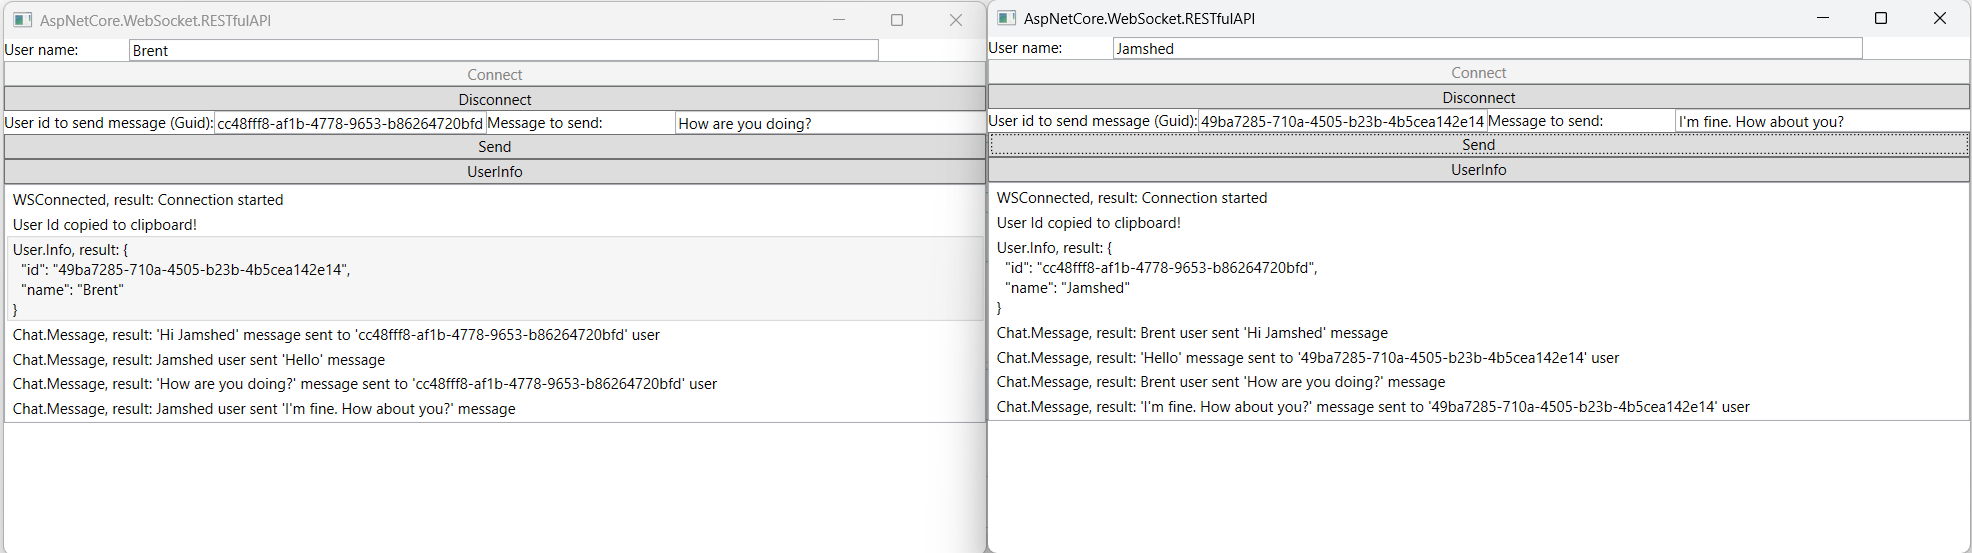 AspNetCore.WebSocket.RESTfulAPI
User name: Brent
Connect
Disconnect
User id to send message (Guid): cc48fff8-af1b-4778-9653-b86264720bfd Message to send: How are you doing?
Send
UserInfo
WSConnected, result: Connection started
User Id copied to clipboard!
User.Info, result: {
"id": "49ba7285-710a-4505-b23b-4b5cea142e14",
"name": "Brent"
}
Chat.Message, result: 'Hi Jamshed' message sent to 'cc48fff8-af1b-4778-9653-b86264720bfd' user
Chat.Message, result: Jamshed user sent 'Hello' message
Chat.Message, result: 'How are you doing?' message sent to 'cc48fff8-af1b-4778-9653-b86264720bfd' user
Chat.Message, result: Jamshed user sent 'I'm fine. How about you?' message
AspNetCore.WebSocket.RESTfulAPI
User name: Jamshed
Connect
Disconnect
User id to send message (Guid): 49ba7285-710a-4505-b23b-4b5cea142e14 Message to send: I'm fine. How about you?
Send
UserInfo
WSConnected, result: Connection started
User Id copied to clipboard!
User.Info, result: {
"id": "cc48fff8-af1b-4778-9653-b86264720bfd",
"name": "Jamshed"
}
Chat.Message, result: Brent user sent 'Hi Jamshed' message
Chat.Message, result: 'Hello' message sent to '49ba7285-710a-4505-b23b-4b5cea142e14' user
Chat.Message, result: Brent user sent 'How are you doing?' message
Chat.Message, result: 'I'm fine. How about you?' message sent to '49ba7285-710a-4505-b23b-4b5cea142e14' user